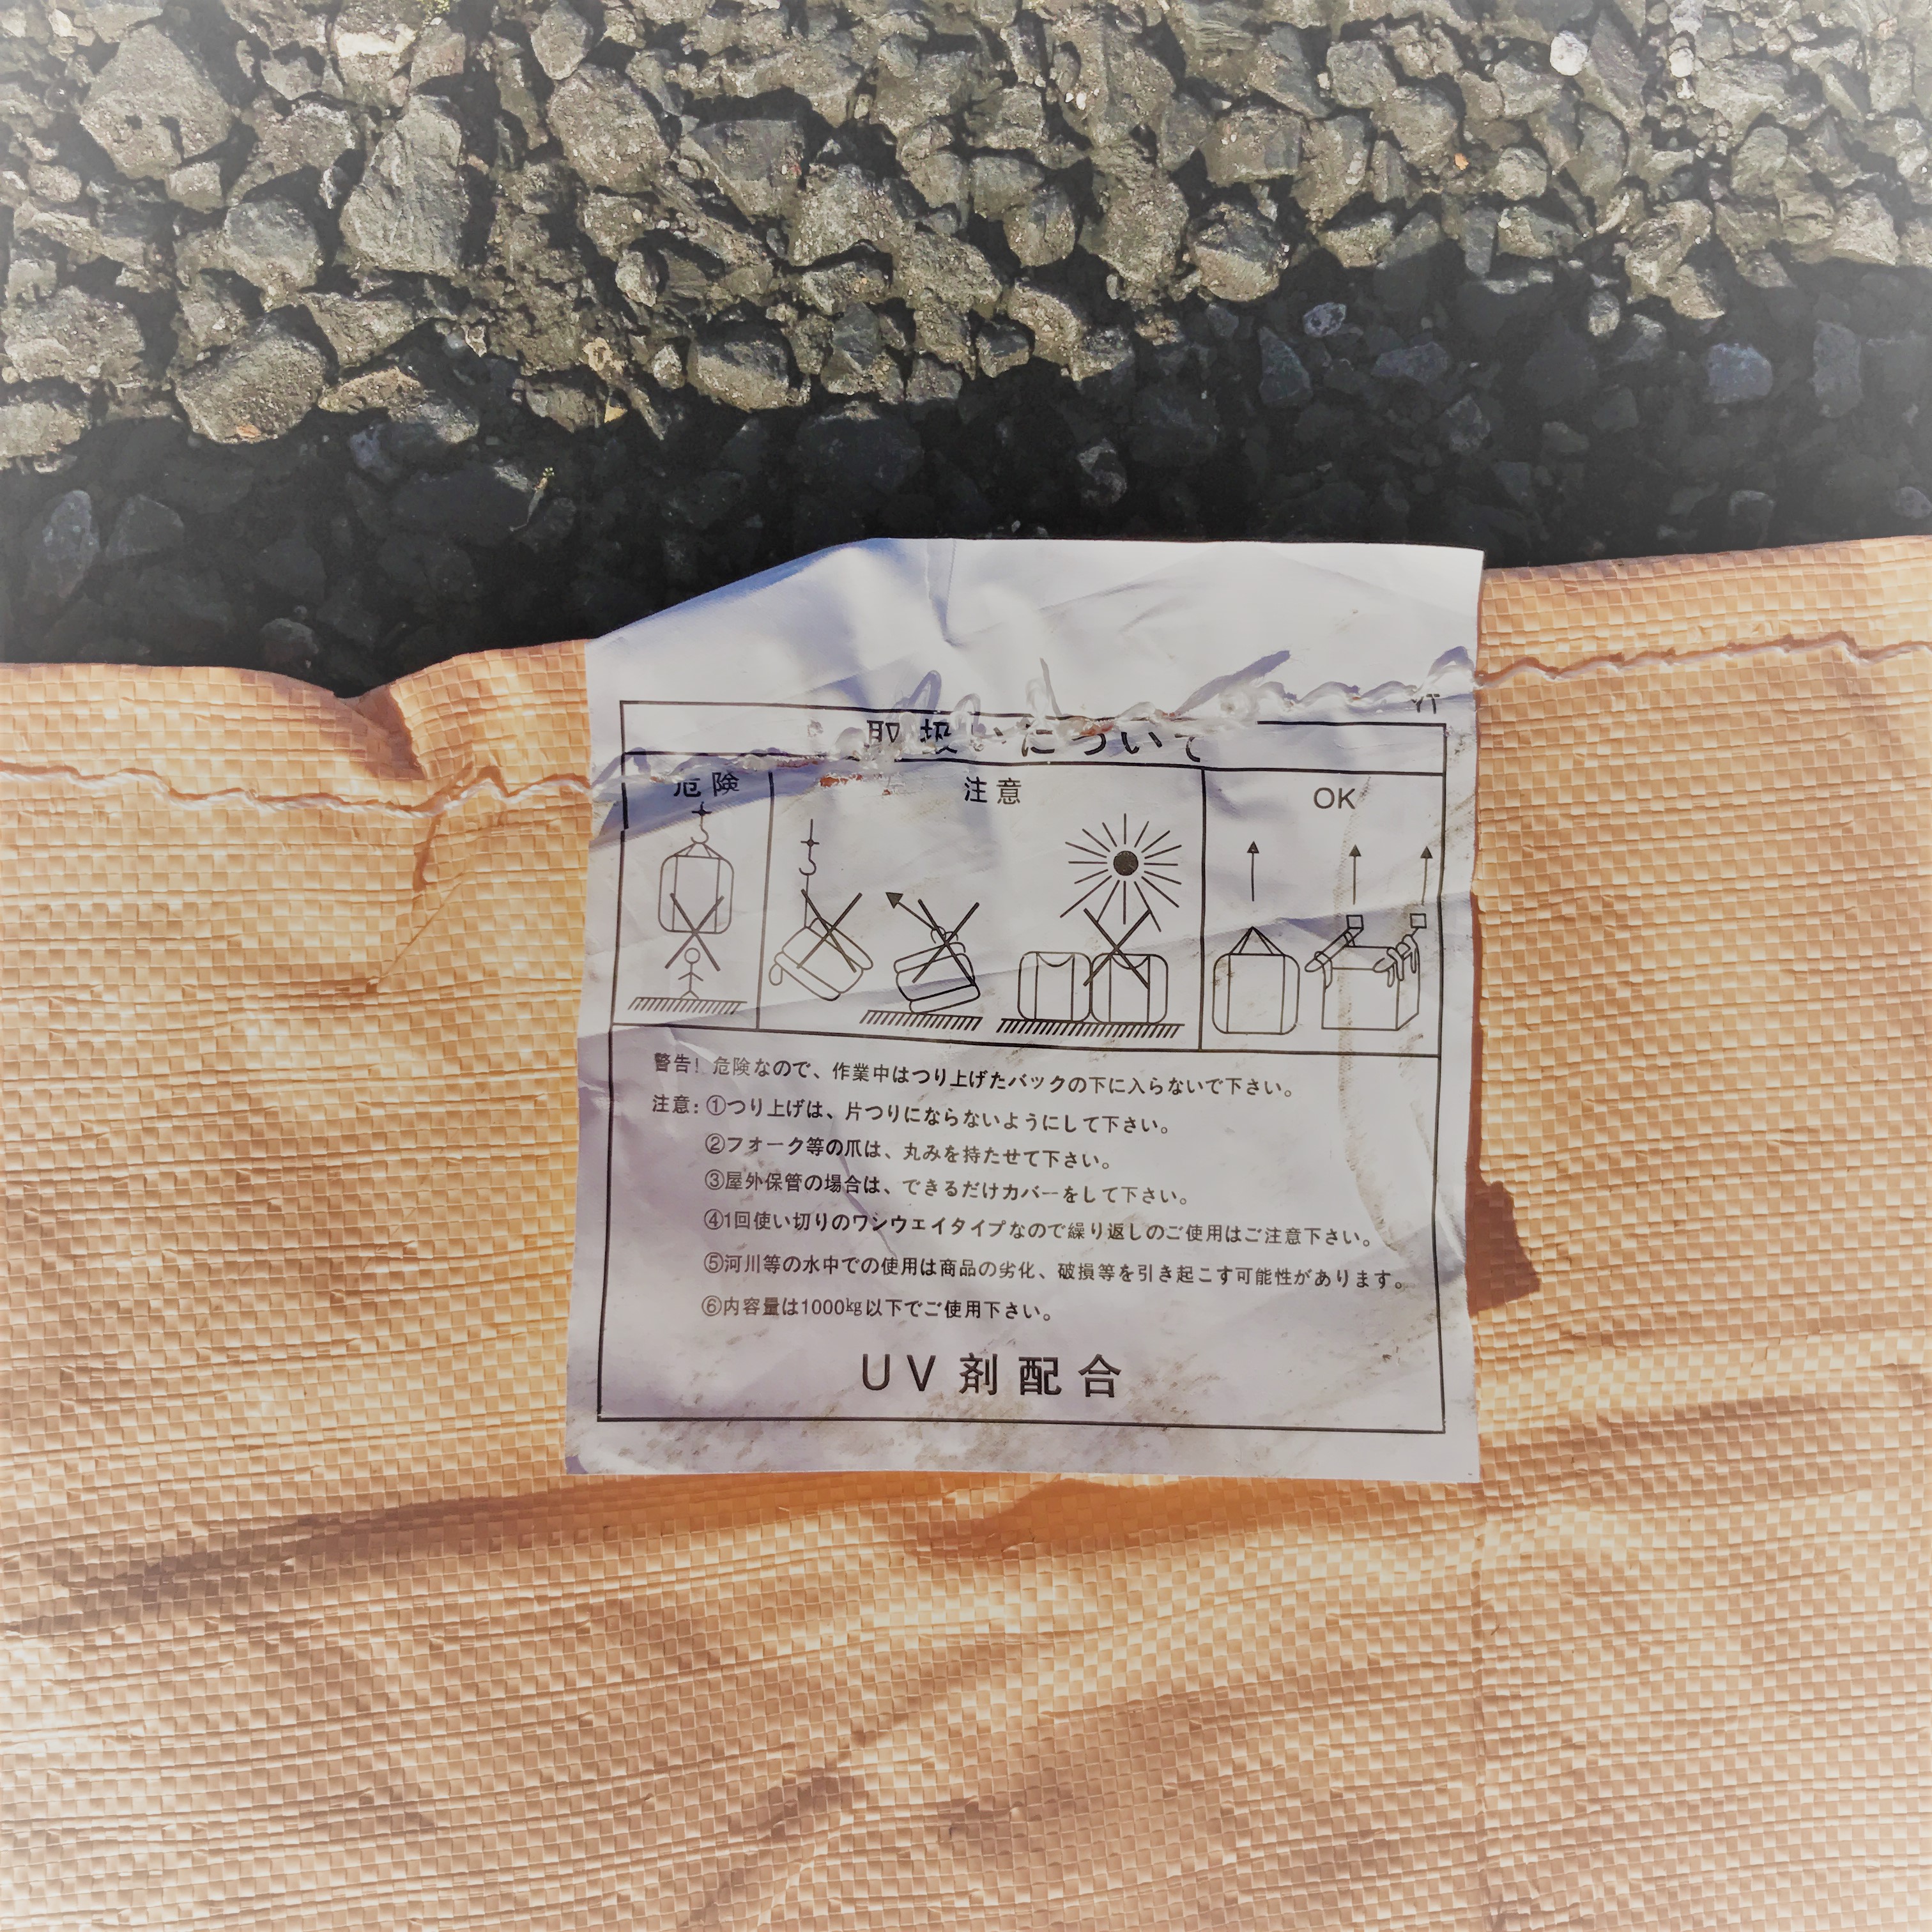 YT
取扱いについて
危険 注意 OK
警告! 危険なので、作業中はつり上げたバックの下に入らないで下さい。
注意: ①つり上げは、片つりにならないようにして下さい。
②フォーク等の爪は、丸みを持たせて下さい。
③屋外保管の場合は、できるだけカバーをして下さい。
④1回使い切りのワンウェイタイプなので繰り返しのご使用はご注意下さい。
⑤河川等の水中での使用は商品の劣化、破損等を引き起こす可能性があります。
⑥内容量は1000㎏以下でご使用下さい。
UV剤配合